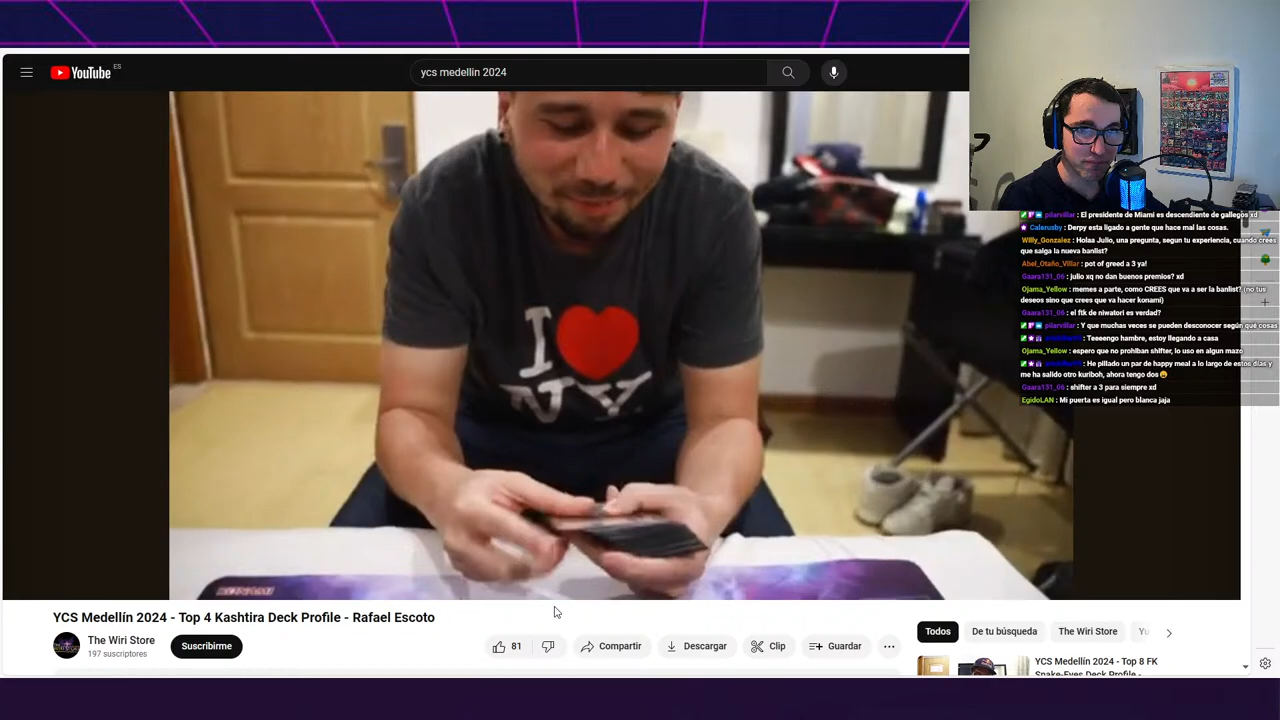 YouTube ES
ycs medellin 2024
I
NY
KONAMI
YCS Medellín 2024 - Top 4 Kashtira Deck Profile - Rafael Escoto
The Wiri Store
197 suscriptores
Suscribirme
81
Compartir
Descargar
Clip
Guardar
Todos
De tu búsqueda
The Wiri Store
Yu
YCS Medellín 2024 - Top 8 FK
Snake-Eyes Deck Profile -
pilarvillar : El presidente de Miami es descendiente de gallegos xd
Calerusby : Derpy esta ligado a gente que hace mal las cosas.
Willy_Gonzalez : Holaa Julio, una pregunta, segun tu experiencia, cuando crees
que salga la nueva banlist?
Abel_Otaño_Villar : pot of greed a 3 ya!
Gaara131_06 : julio xq no dan buenos premios? xd
Ojama_Yellow : memes a parte, como CREES que va a ser la banlist? (no tus
deseos sino que crees que va hacer konami)
Gaara131_06 : el ftk de niwatori es verdad?
pilarvillar : Y que muchas veces se pueden desconocer según qué cosas
: Teeeengo hambre, estoy llegando a casa
Ojama_Yellow : espero que no prohiban shifter, lo uso en algun mazo
: He pillado un par de happy meal a lo largo de estos días y
me ha salido otro kuriboh, ahora tengo dos
Gaara131_06 : shifter a 3 para siempre xd
EgidoLAN : Mi puerta es igual pero blanca jaja